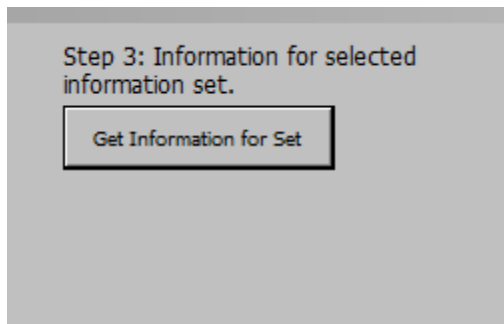 Step 3: Information for selected
information set.
Get Information for Set